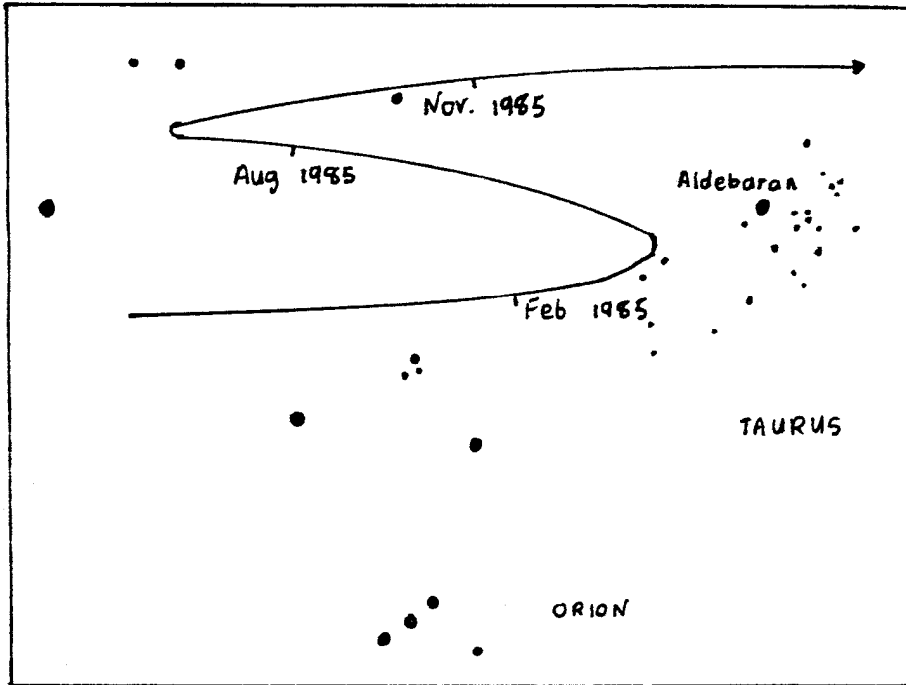 Nov. 1985
Aug 1985
Aldebaran
Feb 1985
TAURUS
ORION